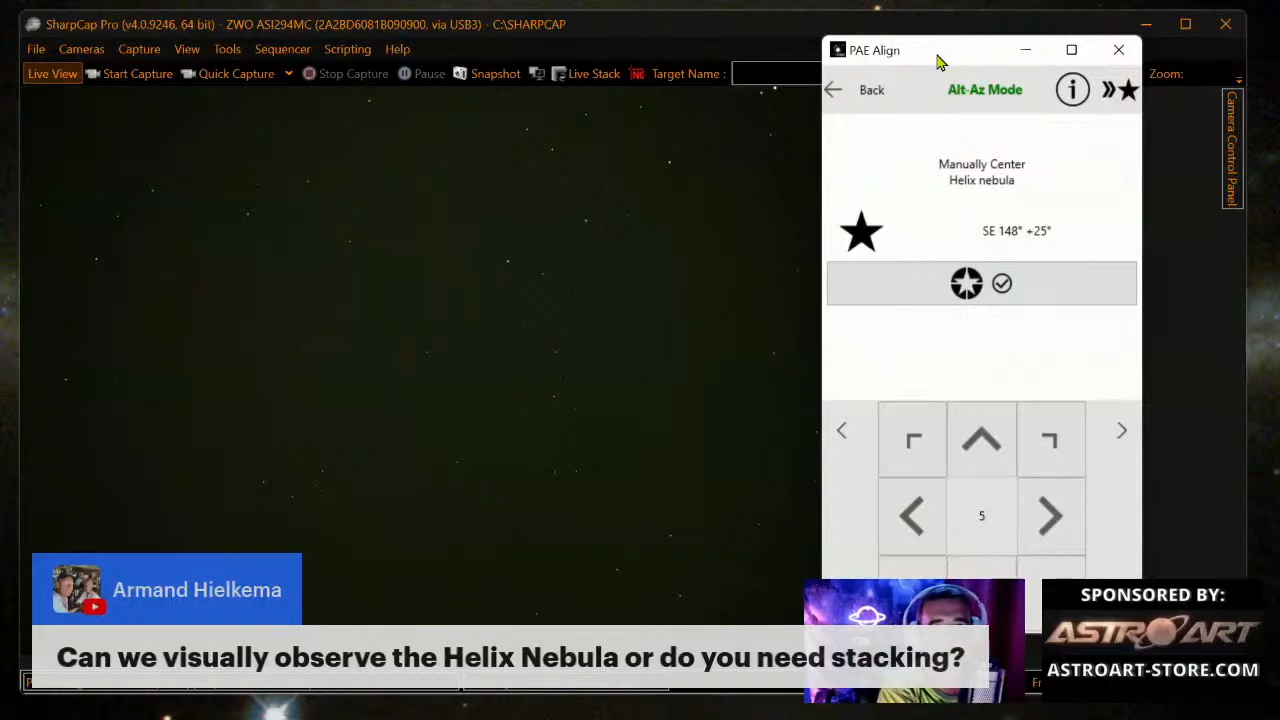 SharpCap Pro (v4.0.9246, 64 bit) - ZWO ASI294MC (2A2BD6081B090900, via USB3) - C:\SHARPCAP
File Cameras Capture View Tools Sequencer Scripting Help
Live View Start Capture Quick Capture Stop Capture Pause Snapshot Live Stack Target Name : Zoom:
Camera Control Panel
PAE Align
Back Alt-Az Mode
Manually Center
Helix nebula
SE 148° +25°
5
Armand Hielkema
Can we visually observe the Helix Nebula or do you need stacking?
SPONSORED BY:
ASTROART
ASTROART-STORE.COM